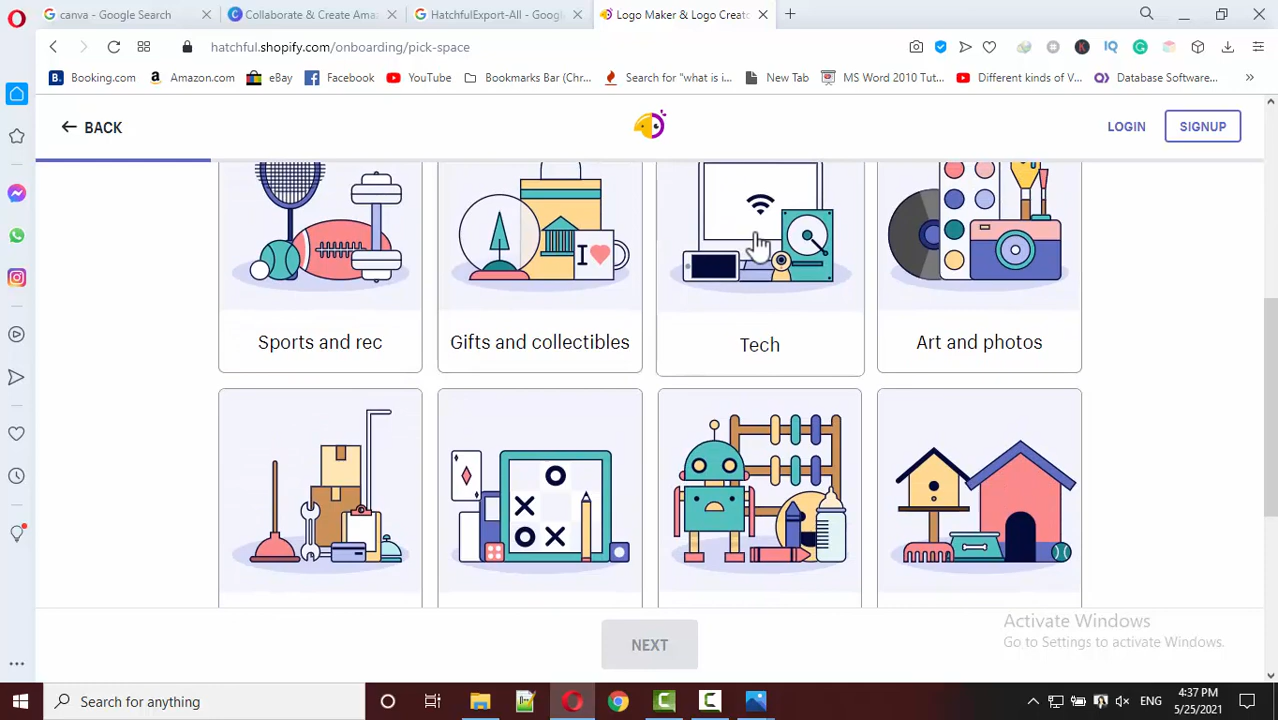 canva - Google Search
Collaborate & Create Ama
HatchfulExport-All - Googl
Logo Maker & Logo Creato
hatchful.shopify.com/onboarding/pick-space
B. Booking.com
a Amazon.com
eBay
Facebook
YouTube
Bookmarks Bar (Chr...
Search for "what is i...
New Tab
MS Word 2010 Tut...
Different kinds of V...
Database Software...
BACK
LOGIN
SIGNUP
I
Sports and rec
Gifts and collectibles
Tech
Art and photos
X O
O X
NEXT
Activate Windows
Go to Settings to activate Windows.
Search for anything
ENG
4:37 PM
5/25/2021